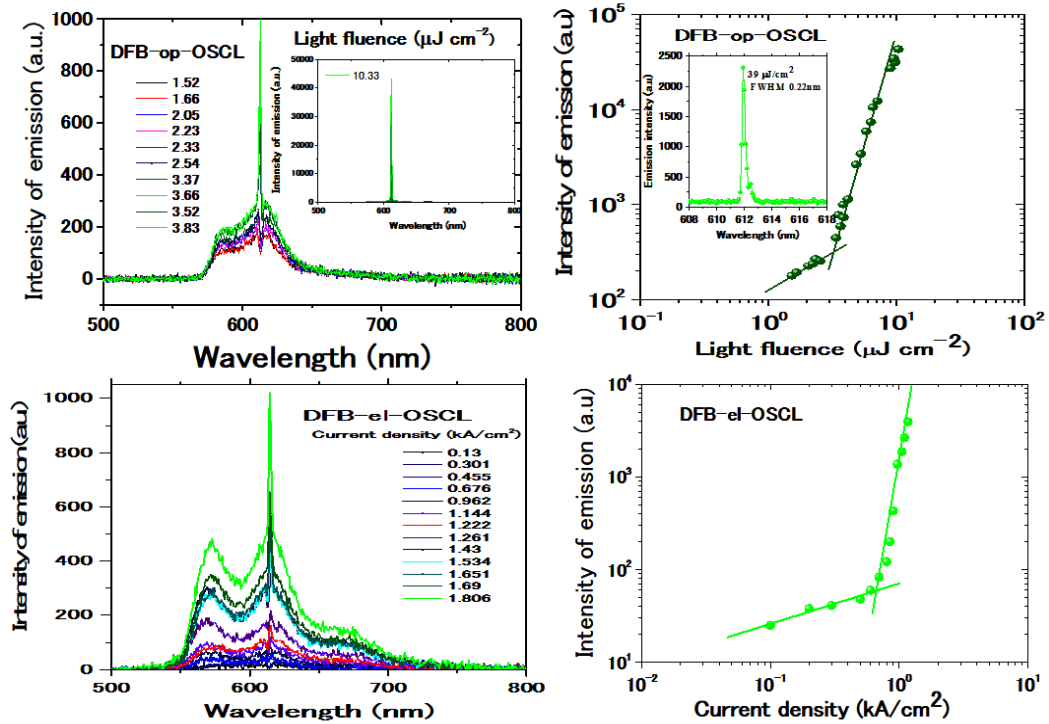 1000
800
600
400
200
0
Intensity of emission (a.u.)
DFB-op-OSCL
1.52
1.66
2.05
2.23
2.33
2.54
3.37
3.66
3.52
3.83
Light fluence (μJ cm⁻²)
10.33
50000
40000
30000
20000
10000
0
Intensity of emission (a.u.)
500
600
700
800
Wavelength (nm)
500
600
700
800
Wavelength (nm)
10⁵
10⁴
10³
10²
Intensity of emission (a.u)
DFB-op-OSCL
2500
2000
1500
1000
500
0
Emission intensity (a.u)
39 μJ/cm²
FWHM 0.22nm
608 610 612 614 616 618
Wavelength (nm)
10⁻¹ 10⁰ 10¹ 10²
Light fluence (μJ cm⁻²)
1000
800
600
400
200
0
Intensity of emission(au)
DFB-el-OSCL
Current density (kA/cm²)
0.13
0.301
0.455
0.676
0.962
1.144
1.222
1.261
1.43
1.534
1.651
1.69
1.806
500 600 700 800
Wavelength (nm)
10⁴
10³
10²
10¹
Intensity of emission (a.u)
DFB-el-OSCL
10⁻² 10⁻¹ 10⁰ 10¹
Current density (kA/cm²)